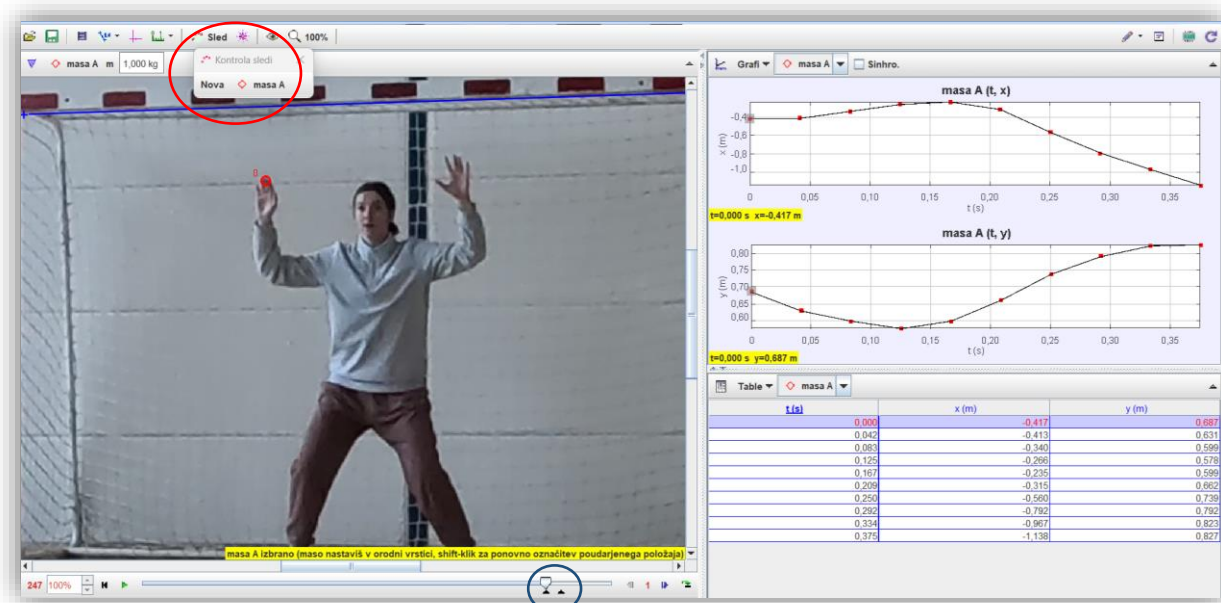 Sled 100%
masa A m 1,000 kg
Kontrola sledi
Nova masa A
0
masa A izbrano (maso nastaviš v orodni vrstici, shift-klik za ponovno označitev poudarjenega položaja)
247 100% 1
Grafi masa A Sinhro.
masa A (t, x)
x (m)
-0,4
-0,6
-0,8
-1,0
0 0,05 0,10 0,15 0,20 0,25 0,30 0,35
t (s)
t=0,000 s x=-0,417 m
masa A (t, y)
y (m)
0,80
0,75
0,70
0,65
0,60
0 0,05 0,10 0,15 0,20 0,25 0,30 0,35
t (s)
t=0,000 s y=0,687 m
Table masa A
t (s) x (m) y (m)
0,000 -0,417 0,687
0,042 -0,413 0,631
0,083 -0,340 0,599
0,125 -0,266 0,578
0,167 -0,235 0,599
0,209 -0,315 0,662
0,250 -0,560 0,739
0,292 -0,792 0,792
0,334 -0,967 0,823
0,375 -1,138 0,827